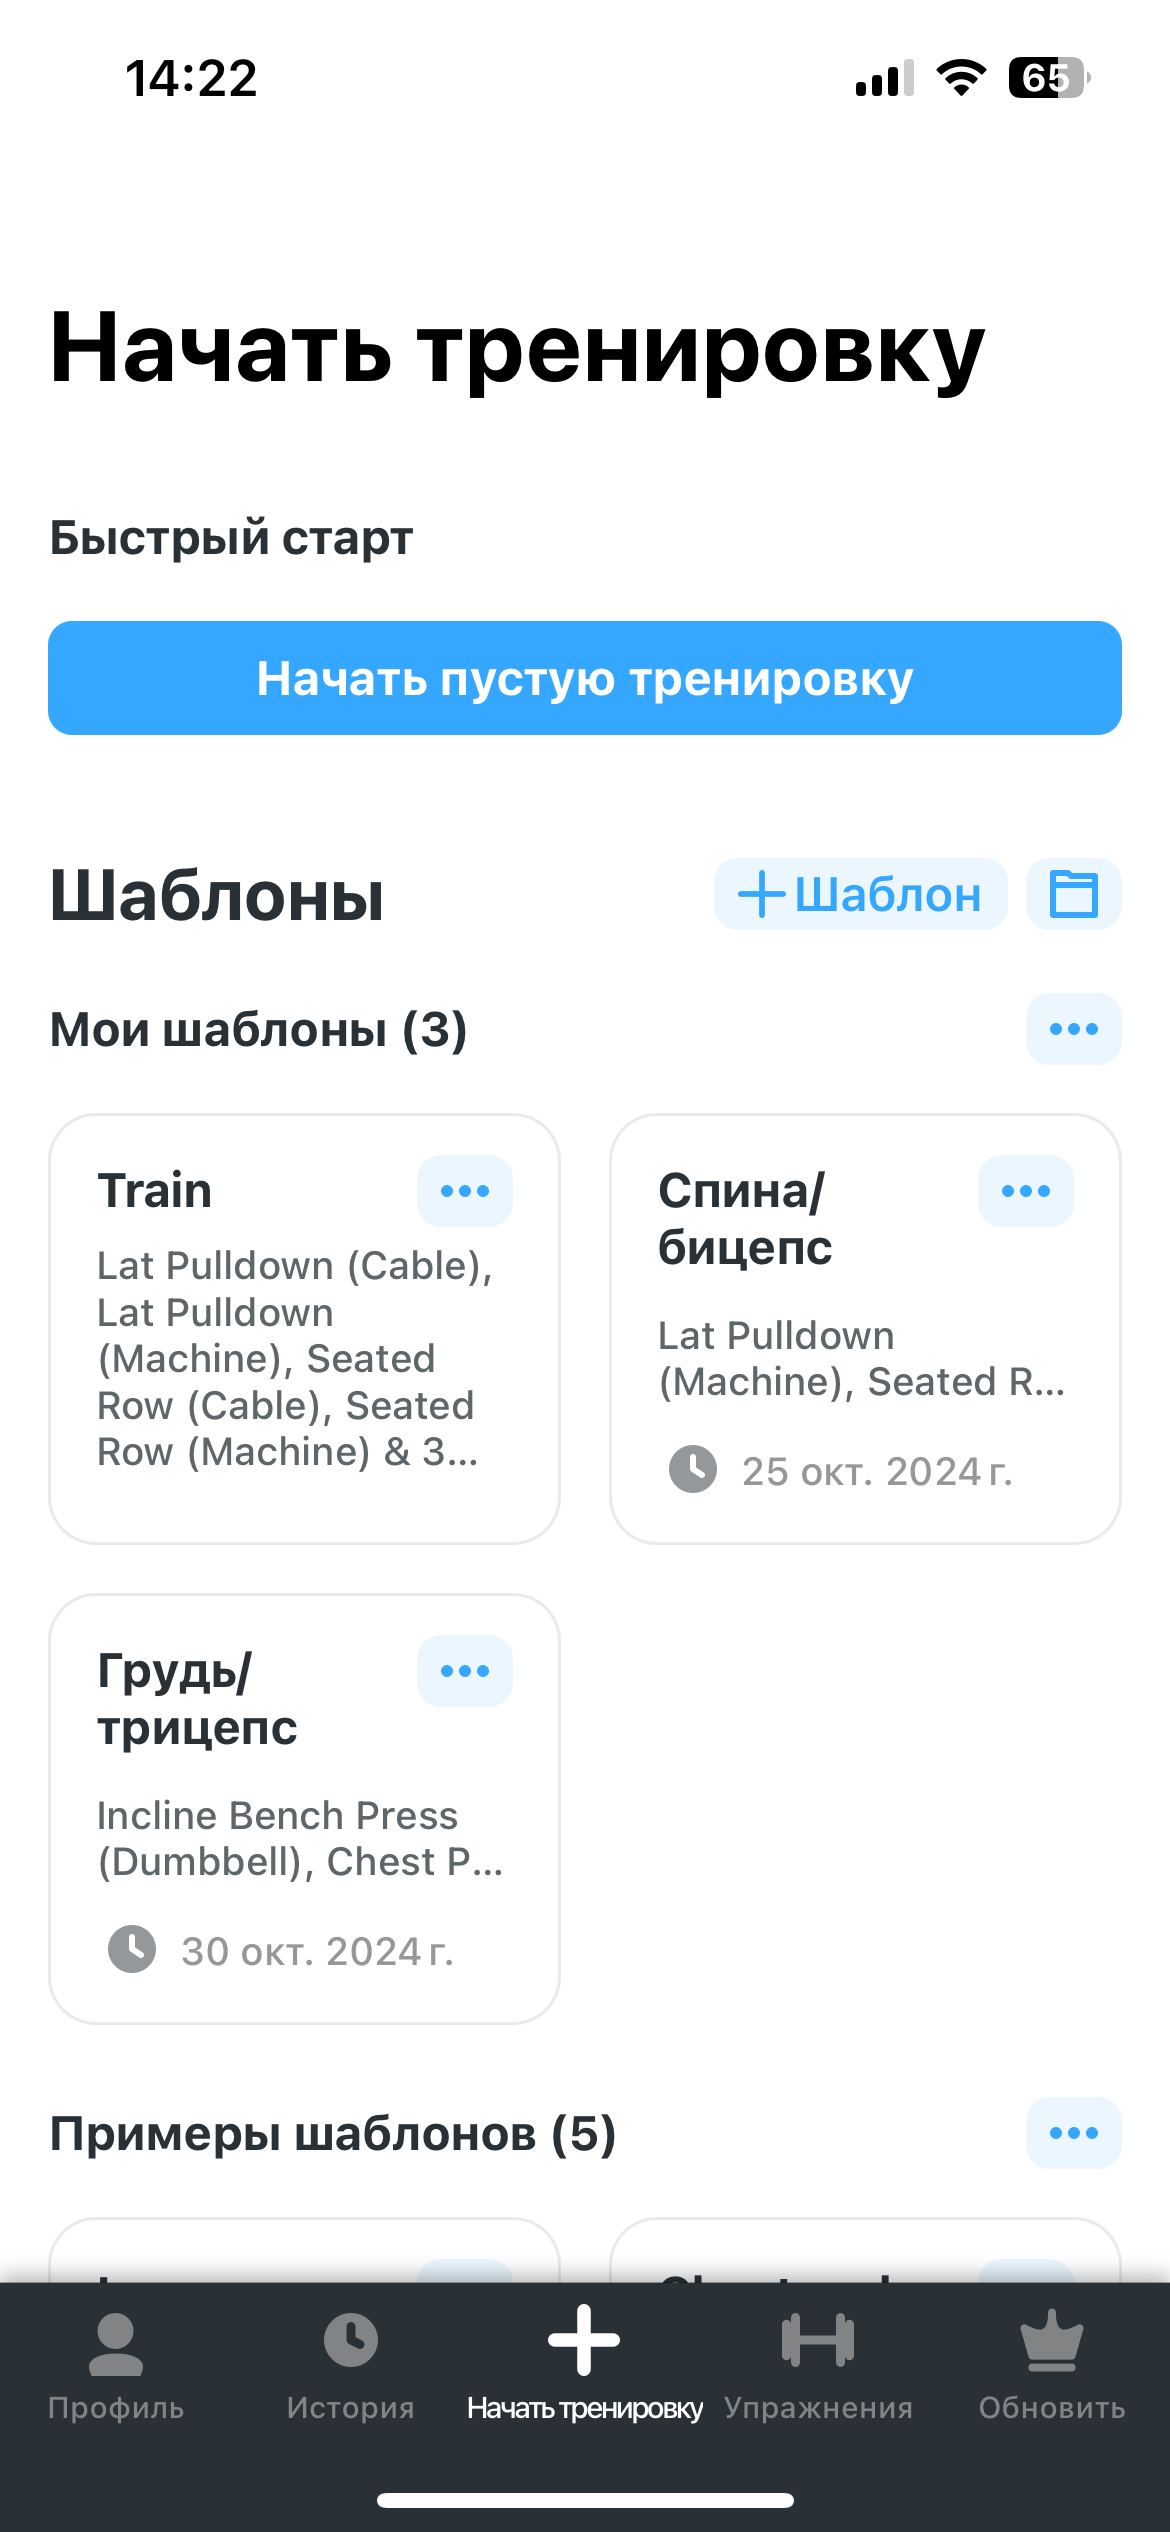 14:22
65
Начать тренировку
Быстрый старт
Начать пустую тренировку
Шаблоны
Шаблон
Мои шаблоны (3)
Train
Lat Pulldown (Cable),
Lat Pulldown
(Machine), Seated
Row (Cable), Seated
Row (Machine) & 3...
Спина/
бицепс
Lat Pulldown
(Machine), Seated R...
25 окт. 2024 г.
Грудь/
трицепс
Incline Bench Press
(Dumbbell), Chest P...
30 окт. 2024 г.
Примеры шаблонов (5)
Профиль
История
Начать тренировку
Упражнения
Обновить